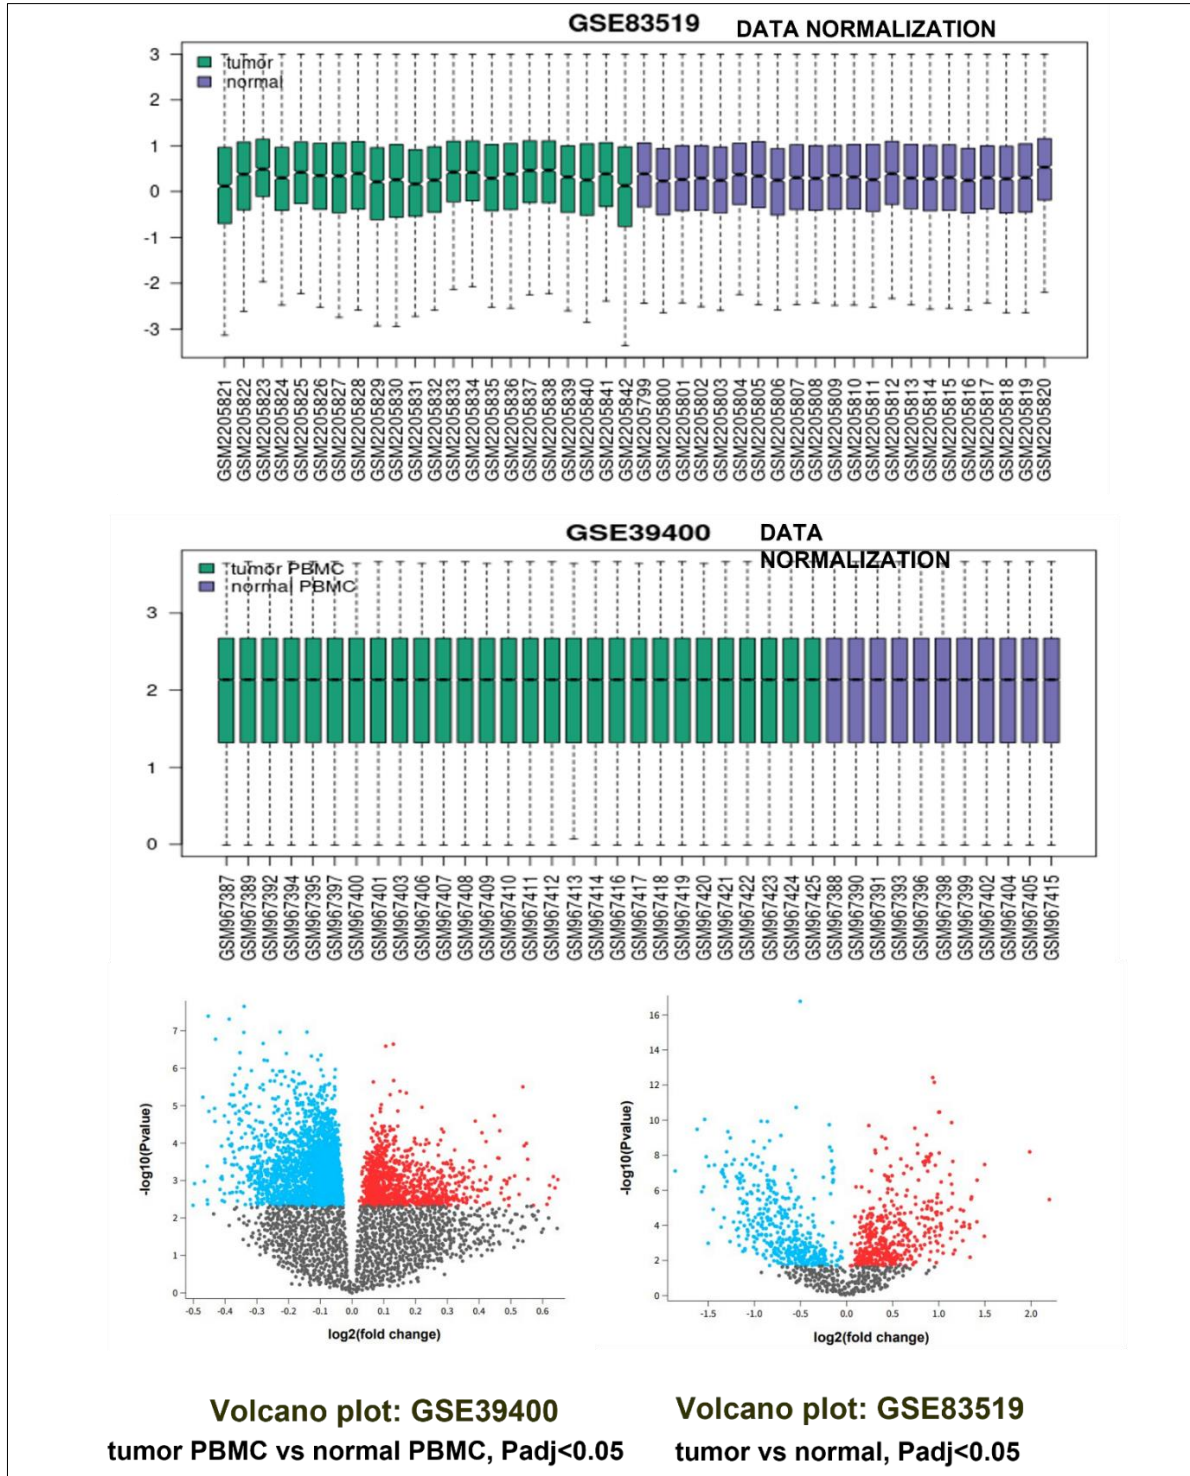 GSE83519 DATA NORMALIZATION
3
tumor
normal
2
1
0
-1
-2
-3
GSM2205821
GSM2205822
GSM2205823
GSM2205824
GSM2205825
GSM2205826
GSM2205827
GSM2205828
GSM2205829
GSM2205830
GSM2205831
GSM2205832
GSM2205833
GSM2205834
GSM2205835
GSM2205836
GSM2205837
GSM2205838
GSM2205839
GSM2205840
GSM2205841
GSM2205842
GSM2205799
GSM2205800
GSM2205801
GSM2205802
GSM2205803
GSM2205804
GSM2205805
GSM2205806
GSM2205807
GSM2205808
GSM2205809
GSM2205810
GSM2205811
GSM2205812
GSM2205813
GSM2205814
GSM2205815
GSM2205816
GSM2205817
GSM2205818
GSM2205819
GSM2205820
GSE39400 DATA
NORMALIZATION
tumor PBMC
normal PBMC
3
2
1
0
GSM967387
GSM967389
GSM967392
GSM967394
GSM967395
GSM967397
GSM967400
GSM967401
GSM967403
GSM967406
GSM967407
GSM967408
GSM967409
GSM967410
GSM967411
GSM967412
GSM967413
GSM967414
GSM967416
GSM967417
GSM967418
GSM967419
GSM967420
GSM967421
GSM967422
GSM967423
GSM967424
GSM967425
GSM967388
GSM967390
GSM967391
GSM967393
GSM967396
GSM967398
GSM967399
GSM967402
GSM967404
GSM967405
GSM967415
7
6
5
4
3
2
1
0
-log10(Pvalue)
-0.5 -0.4 -0.3 -0.2 -0.1 0.0 0.1 0.2 0.3 0.4 0.5 0.6
log2(fold change)
16
14
12
10
8
6
4
2
0
-log10(Pvalue)
-1.5 -1.0 -0.5 0.0 0.5 1.0 1.5 2.0
log2(fold change)
Volcano plot: GSE39400
tumor PBMC vs normal PBMC, Padj<0.05
Volcano plot: GSE83519
tumor vs normal, Padj<0.05